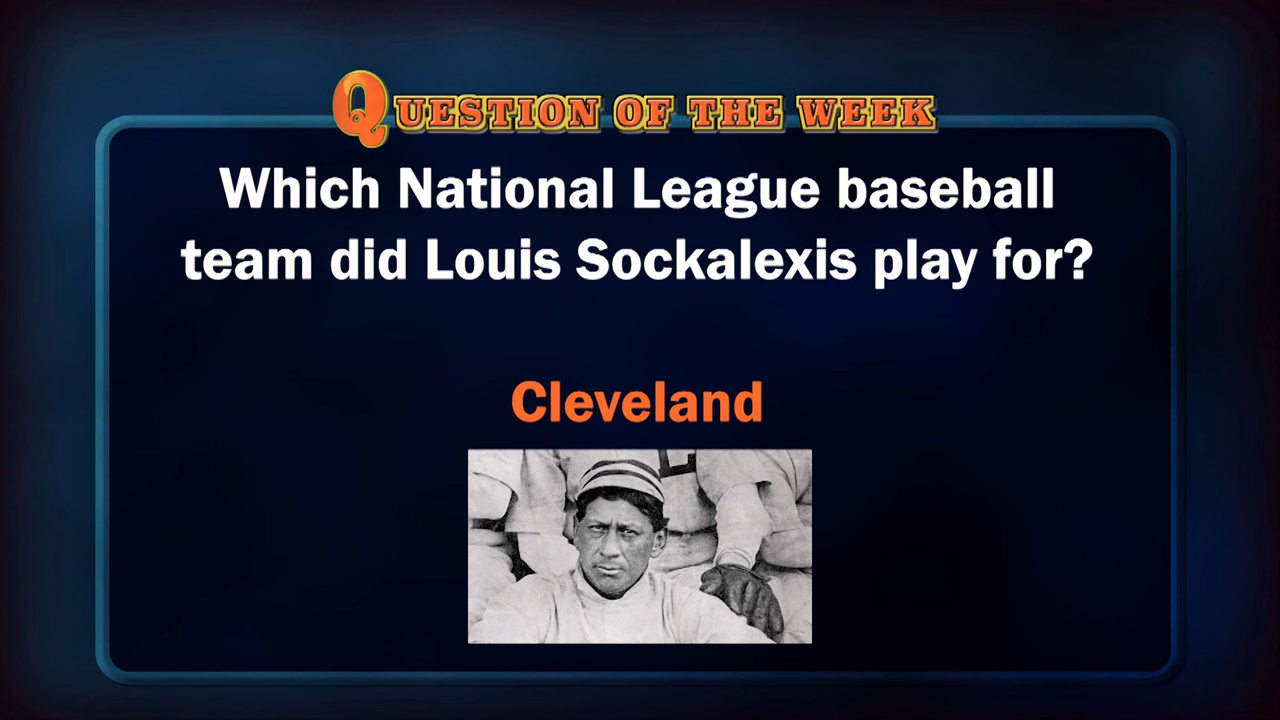 QUESTION OF THE WEEK
Which National League baseball
team did Louis Sockalexis play for?
Cleveland